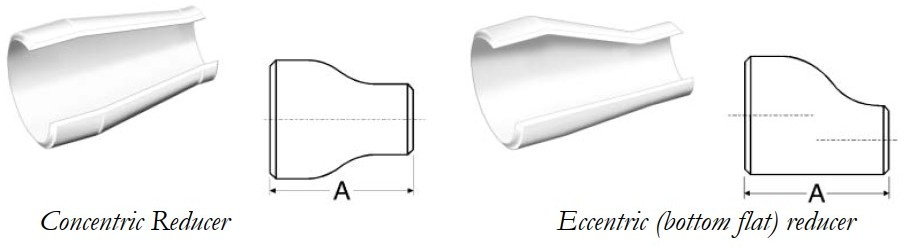 A
A
Concentric Reducer
Eccentric (bottom flat) reducer